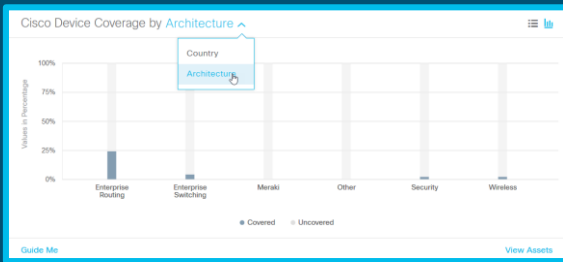 Cisco Device Coverage by Architecture
Country
Architecture
Values in Percentage
100%
75%
50%
25%
0%
Enterprise Routing
Enterprise Switching
Meraki
Other
Security
Wireless
Covered
Uncovered
Guide Me
View Assets